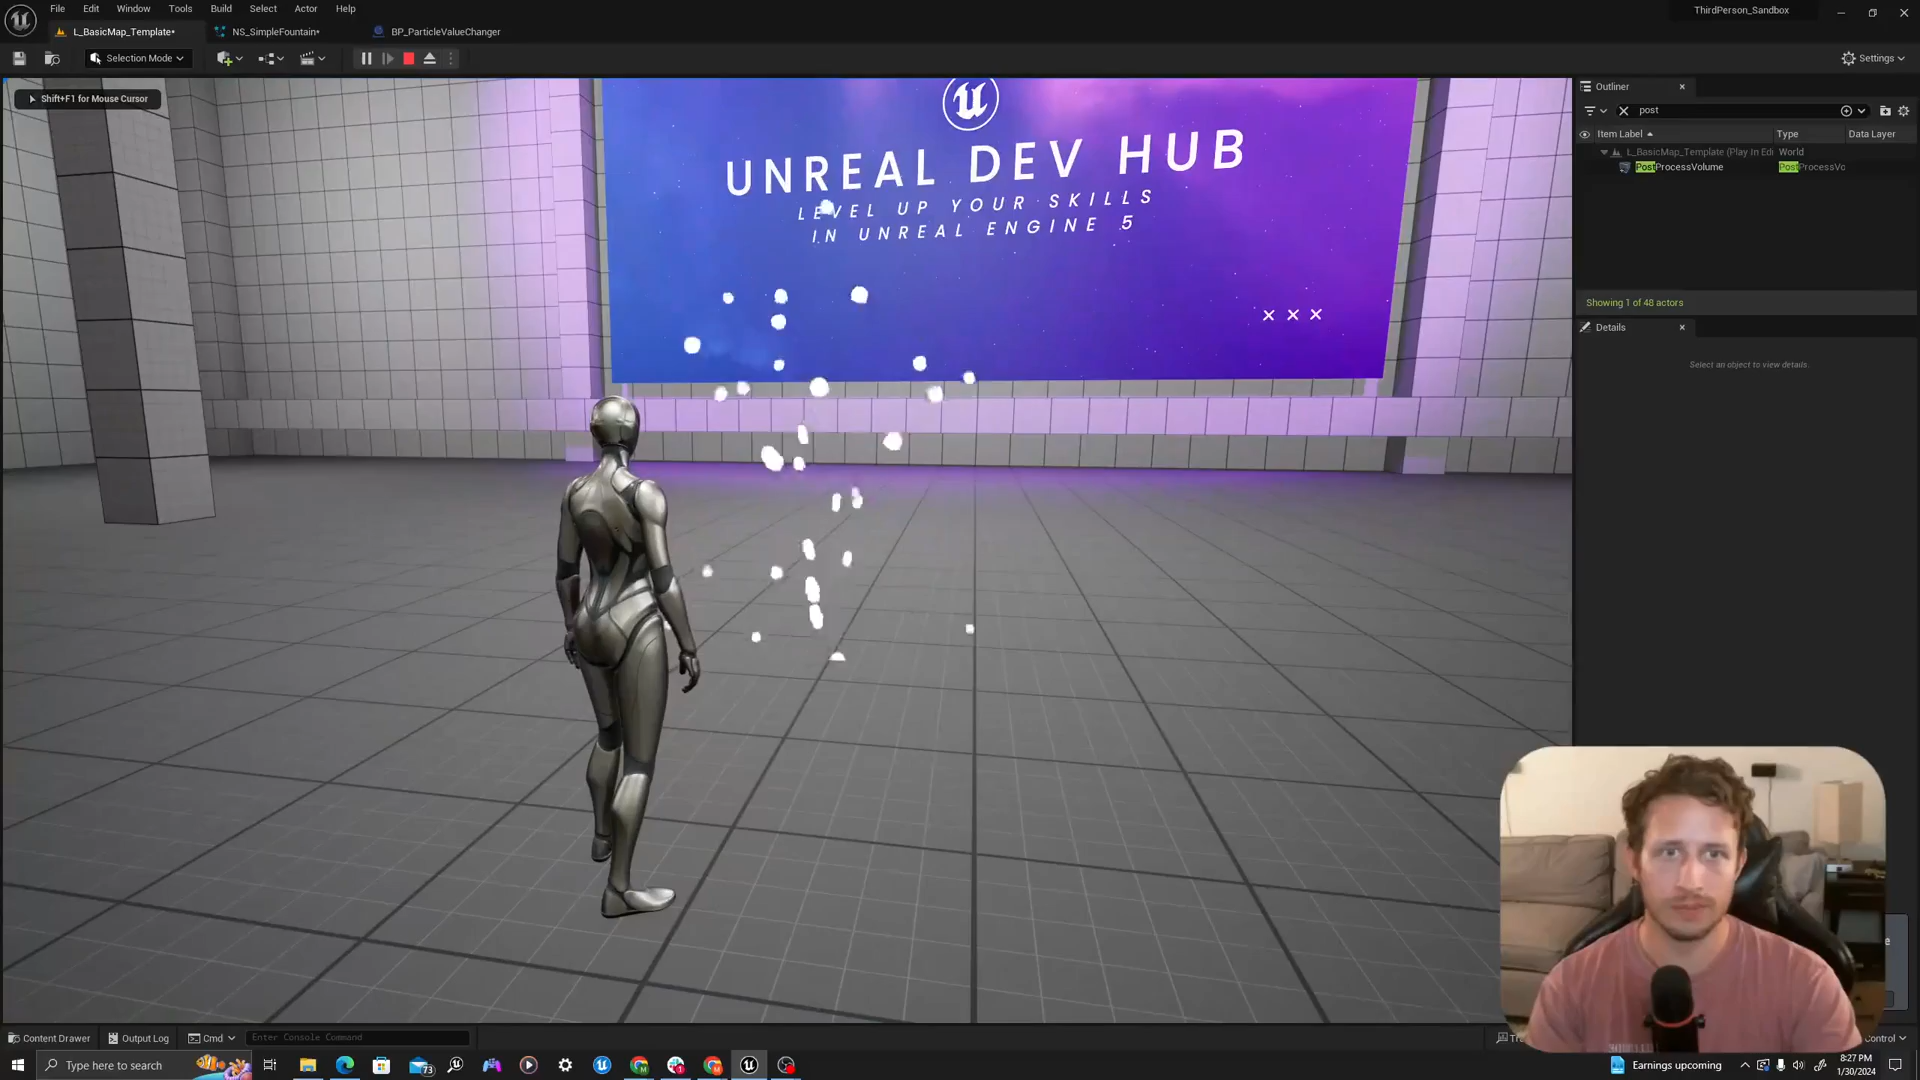 File Edit Window Tools Build Select Actor Help
ThirdPerson_Sandbox
L_BasicMap_Template*
NS_SimpleFountain*
BP_ParticleValueChanger
Selection Mode
Settings
Shift+F1 for Mouse Cursor
UNREAL DEV HUB
LEVEL UP YOUR SKILLS
IN UNREAL ENGINE 5
Outliner
post
Item Label Type Data Layer
L_BasicMap_Template (Play In Edi World
PostProcessVolume PostProcessVc
Showing 1 of 48 actors
Details
Select an object to view details.
Content Drawer Output Log Cmd Enter Console Command
Type here to search
73
Earnings upcoming
8:27 PM
1/30/2024